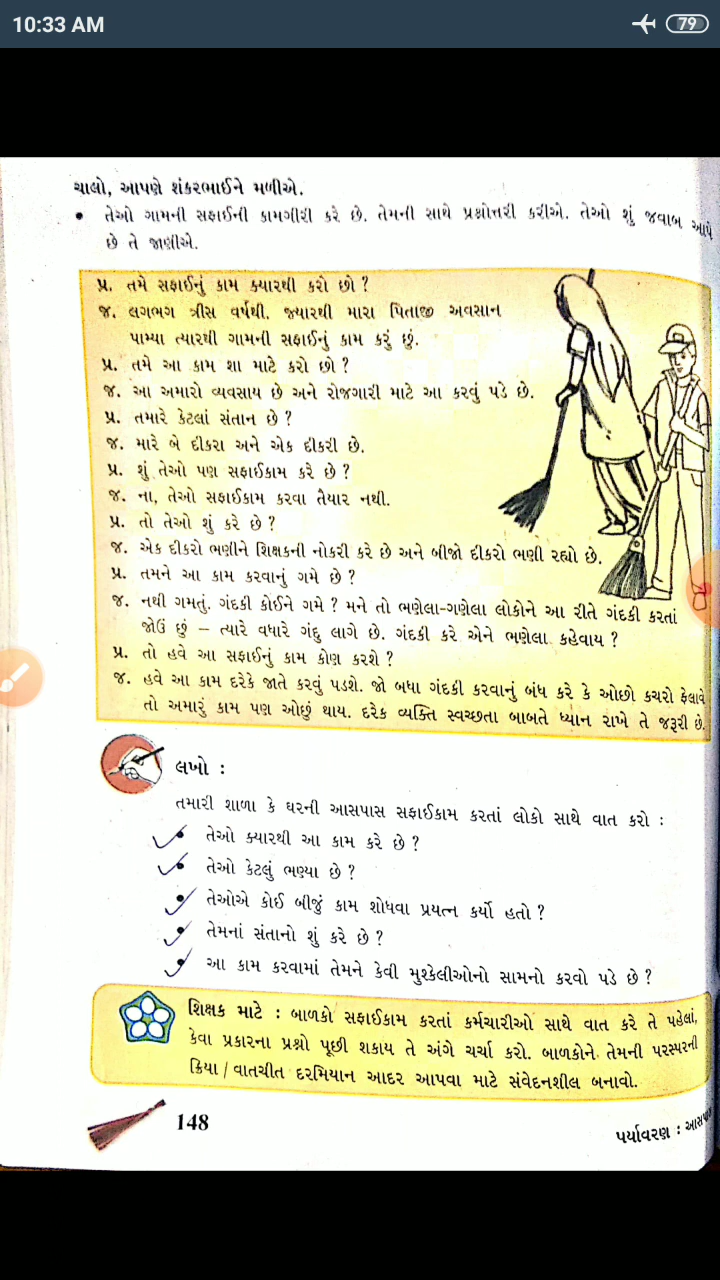 10:33 AM
79
ચાલો, આપણે શંકરભાઈને મળીએ.
• તેઓ ગામની સફાઈની કામગીરી કરે છે. તેમની સાથે પ્રશ્નોત્તરી કરીએ. તેઓ શું જવાબ આપે
છે તે જાણીએ.
પ્ર. તમે સફાઈનું કામ ક્યારથી કરો છો ?
જ. લગભગ ત્રીસ વર્ષથી. જ્યારથી મારા પિતાજી અવસાન
પામ્યા ત્યારથી ગામની સફાઈનું કામ કરું છું.
પ્ર. તમે આ કામ શા માટે કરો છો ?
જ. આ અમારો વ્યવસાય છે અને રોજગારી માટે આ કરવું પડે છે.
પ્ર. તમારે કેટલાં સંતાન છે ?
જ. મારે બે દીકરા અને એક દીકરી છે.
પ્ર. શું તેઓ પણ સફાઈકામ કરે છે ?
જ. ના, તેઓ સફાઈકામ કરવા તૈયાર નથી.
પ્ર. તો તેઓ શું કરે છે ?
જ. એક દીકરો ભણીને શિક્ષકની નોકરી કરે છે અને બીજો દીકરો ભણી રહ્યો છે.
પ્ર. તમને આ કામ કરવાનું ગમે છે ?
જ. નથી ગમતું. ગંદકી કોઈને ગમે ? મને તો ભણેલા-ગણેલા લોકોને આ રીતે ગંદકી કરતાં
જોઉં છું – ત્યારે વધારે ગંદુ લાગે છે. ગંદકી કરે એને ભણેલા કહેવાય ?
પ્ર. તો હવે આ સફાઈનું કામ કોણ કરશે ?
જ. હવે આ કામ દરેકે જાતે કરવું પડશે. જો બધા ગંદકી કરવાનું બંધ કરે કે ઓછો કચરો ફેલાવે
તો અમારું કામ પણ ઓછું થાય. દરેક વ્યક્તિ સ્વચ્છતા બાબતે ધ્યાન રાખે તે જરૂરી છે.
લખો :
તમારી શાળા કે ઘરની આસપાસ સફાઈકામ કરતાં લોકો સાથે વાત કરો :
• તેઓ ક્યારથી આ કામ કરે છે ?
• તેઓ કેટલું ભણ્યા છે ?
• તેઓએ કોઈ બીજું કામ શોધવા પ્રયત્ન કર્યો હતો ?
• તેમનાં સંતાનો શું કરે છે ?
• આ કામ કરવામાં તેમને કેવી મુશ્કેલીઓનો સામનો કરવો પડે છે ?
શિક્ષક માટે : બાળકો સફાઈકામ કરતાં કર્મચારીઓ સાથે વાત કરે તે પહેલાં,
કેવા પ્રકારના પ્રશ્નો પૂછી શકાય તે અંગે ચર્ચા કરો. બાળકોને તેમની પરસ્પરની
ક્રિયા / વાતચીત દરમિયાન આદર આપવા માટે સંવેદનશીલ બનાવો.
148
પર્યાવરણ :